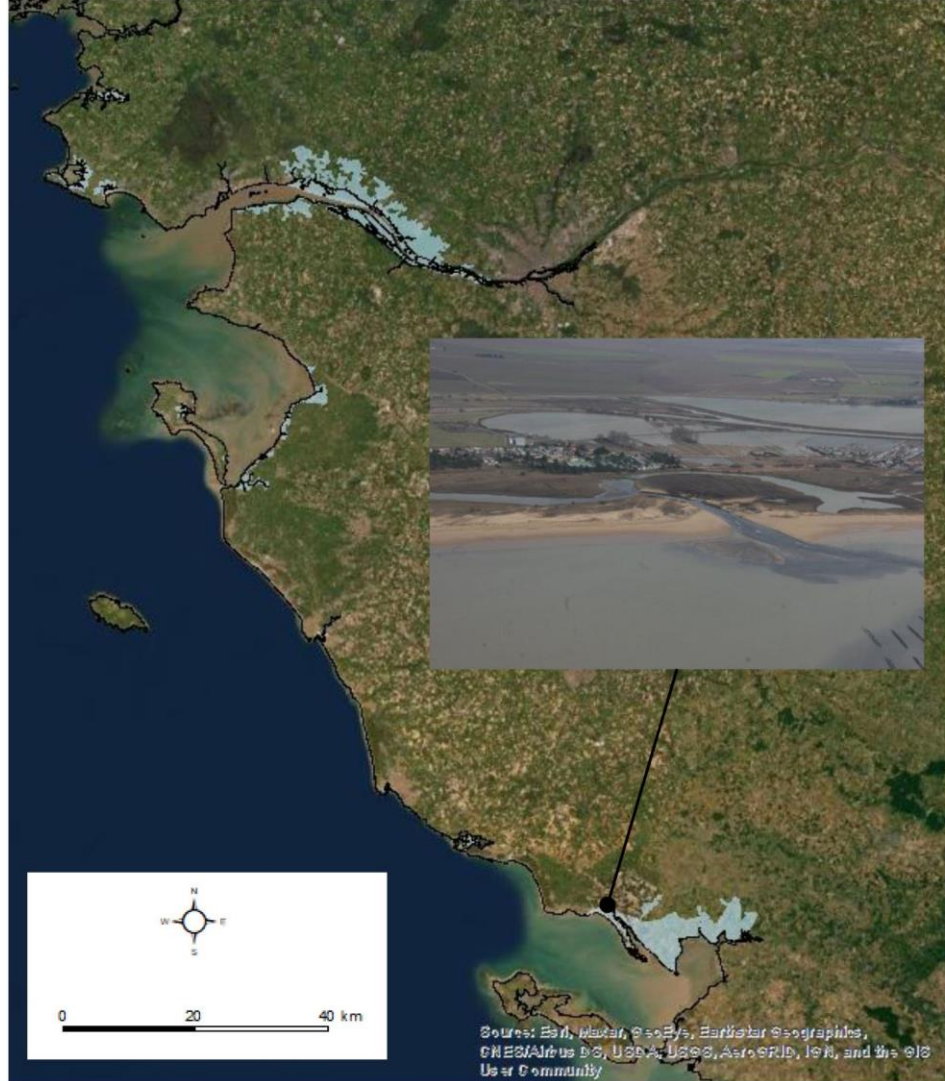 N
W E
S
0 20 40 km
Source: Esri, Maxar, GeoEye, Earthstar Geographics,
CNES/Airbus DS, USDA, USGS, AeroGRID, IGN, and the GIS
User Community